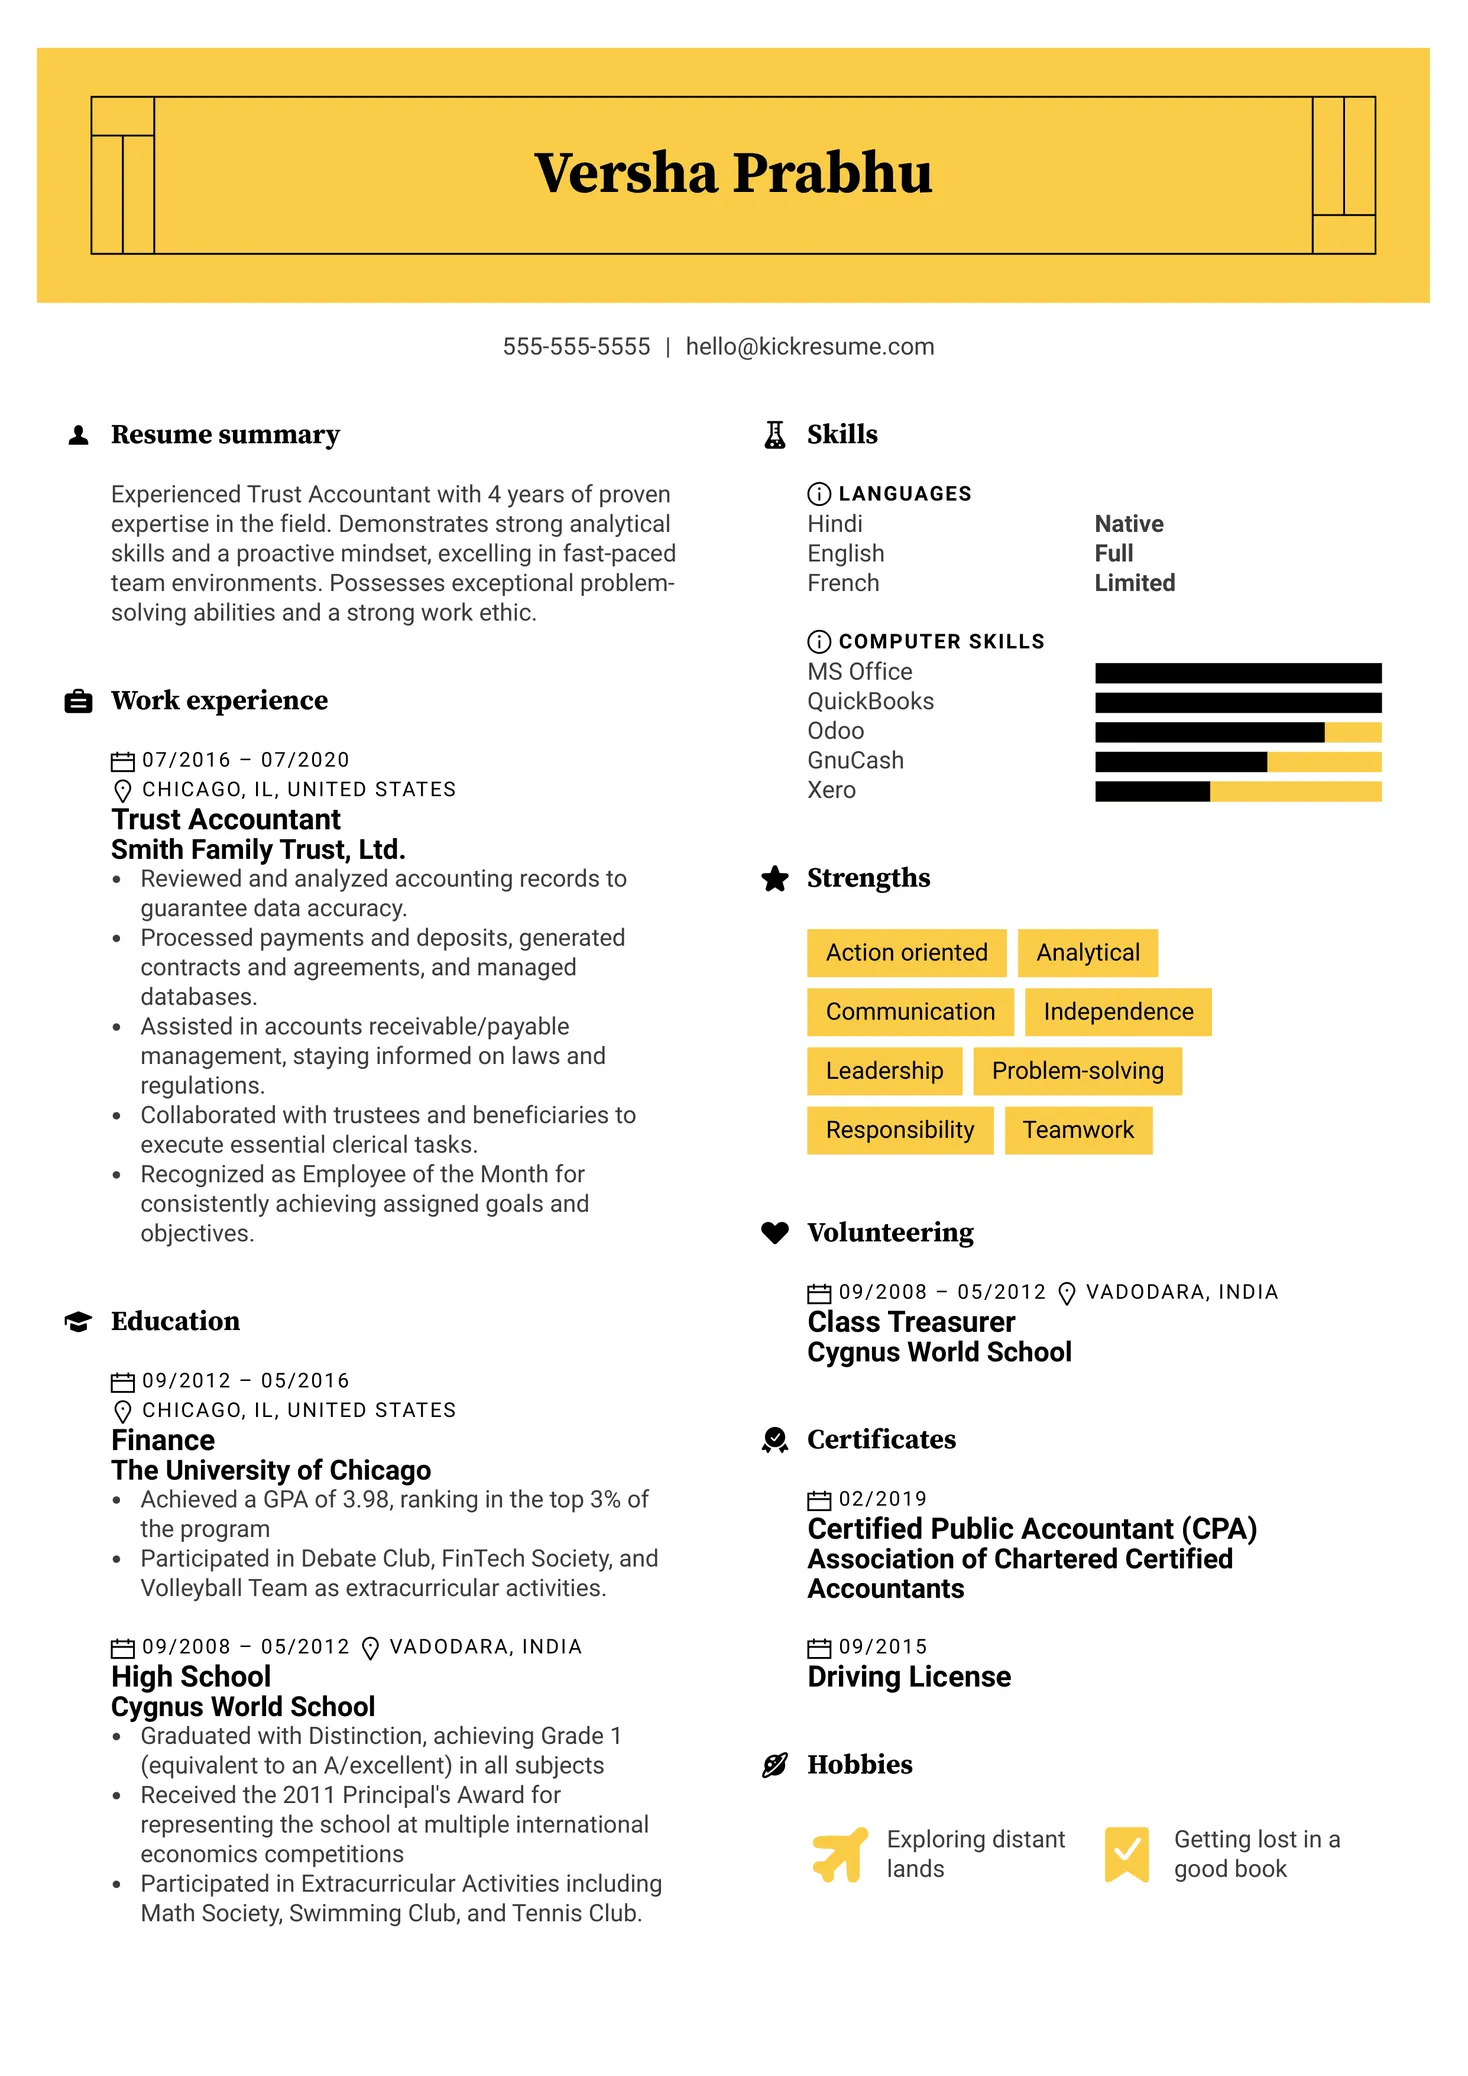 Versha Prabhu
555-555-5555 | hello@kickresume.com
Resume summary
Experienced Trust Accountant with 4 years of proven
expertise in the field. Demonstrates strong analytical
skills and a proactive mindset, excelling in fast-paced
team environments. Possesses exceptional problem-
solving abilities and a strong work ethic.
Work experience
07/2016 – 07/2020
CHICAGO, IL, UNITED STATES
Trust Accountant
Smith Family Trust, Ltd.
• Reviewed and analyzed accounting records to
guarantee data accuracy.
• Processed payments and deposits, generated
contracts and agreements, and managed
databases.
• Assisted in accounts receivable/payable
management, staying informed on laws and
regulations.
• Collaborated with trustees and beneficiaries to
execute essential clerical tasks.
• Recognized as Employee of the Month for
consistently achieving assigned goals and
objectives.
Education
09/2012 – 05/2016
CHICAGO, IL, UNITED STATES
Finance
The University of Chicago
• Achieved a GPA of 3.98, ranking in the top 3% of
the program
• Participated in Debate Club, FinTech Society, and
Volleyball Team as extracurricular activities.
09/2008 – 05/2012 VADODARA, INDIA
High School
Cygnus World School
• Graduated with Distinction, achieving Grade 1
(equivalent to an A/excellent) in all subjects
• Received the 2011 Principal's Award for
representing the school at multiple international
economics competitions
• Participated in Extracurricular Activities including
Math Society, Swimming Club, and Tennis Club.
Skills
LANGUAGES
Hindi Native
English Full
French Limited
COMPUTER SKILLS
MS Office
QuickBooks
Odoo
GnuCash
Xero
Strengths
Action oriented Analytical
Communication Independence
Leadership Problem-solving
Responsibility Teamwork
Volunteering
09/2008 – 05/2012 VADODARA, INDIA
Class Treasurer
Cygnus World School
Certificates
02/2019
Certified Public Accountant (CPA)
Association of Chartered Certified
Accountants
09/2015
Driving License
Hobbies
Exploring distant
lands
Getting lost in a
good book